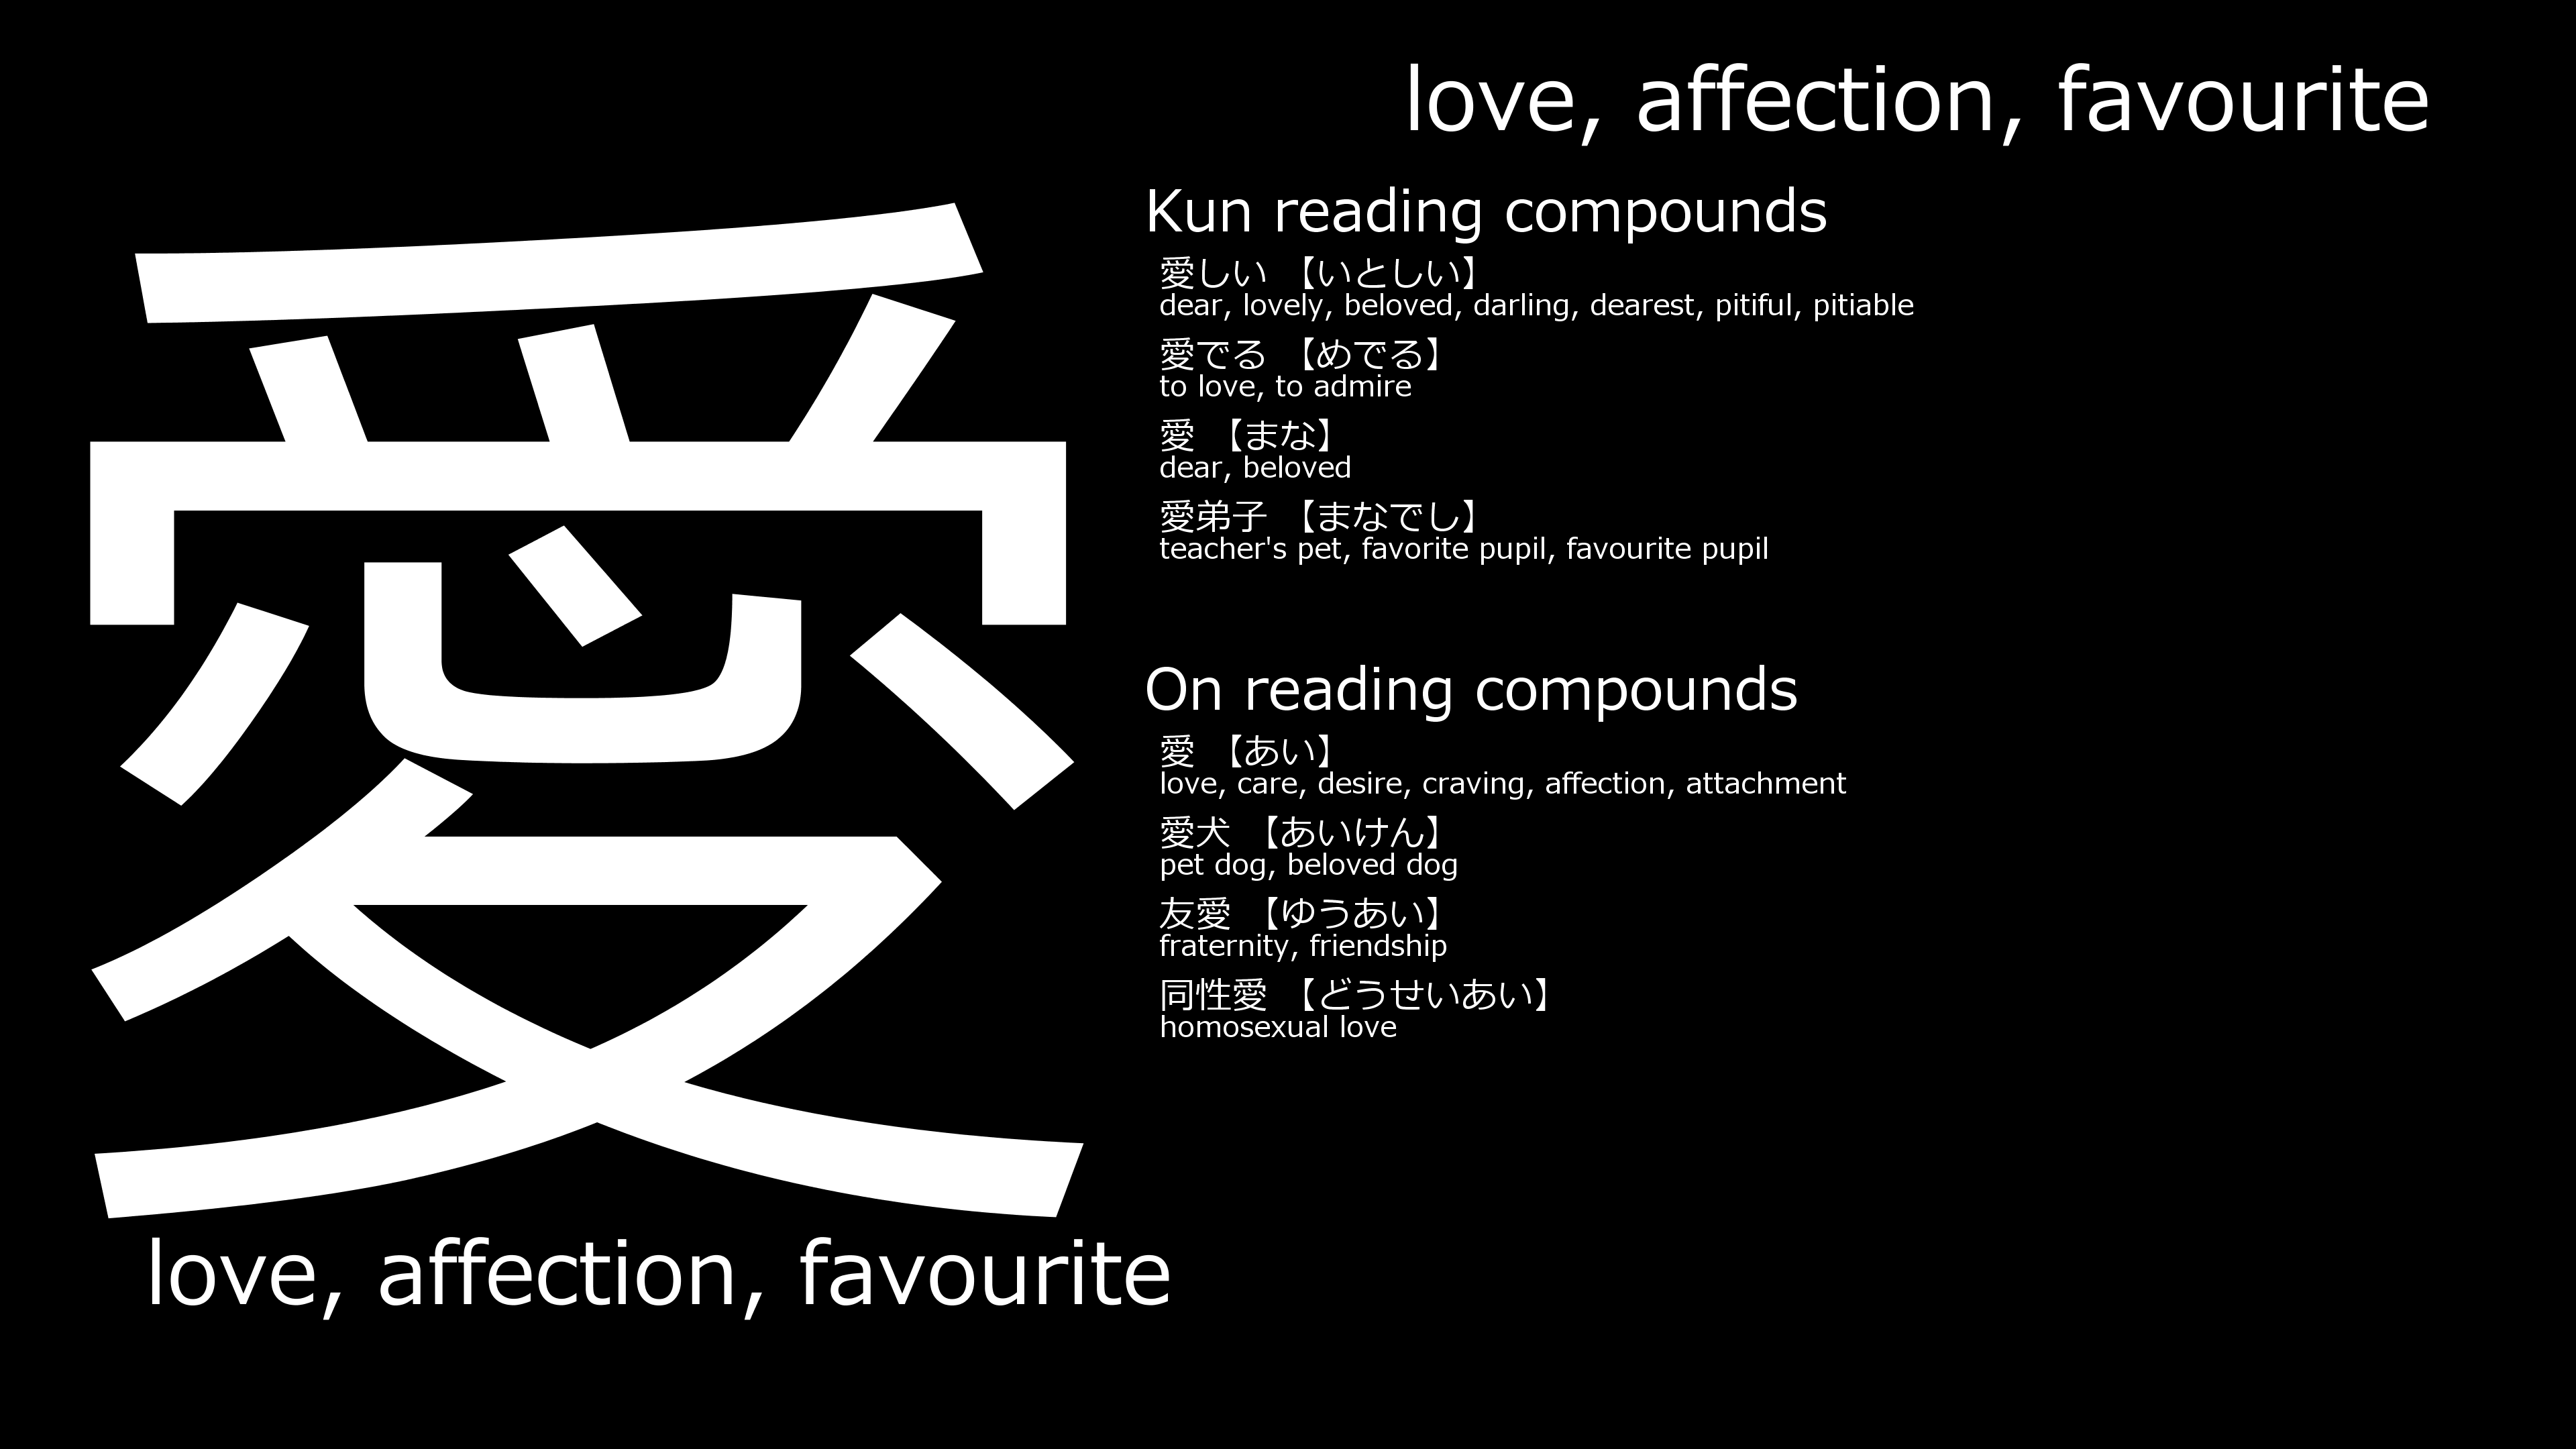 愛
love, affection, favourite
love, affection, favourite
Kun reading compounds
愛しい 【いとしい】
dear, lovely, beloved, darling, dearest, pitiful, pitiable
愛でる 【めでる】
to love, to admire
愛 【まな】
dear, beloved
愛弟子 【まなでし】
teacher's pet, favorite pupil, favourite pupil
On reading compounds
愛 【あい】
love, care, desire, craving, affection, attachment
愛犬 【あいけん】
pet dog, beloved dog
友愛 【ゆうあい】
fraternity, friendship
同性愛 【どうせいあい】
homosexual love